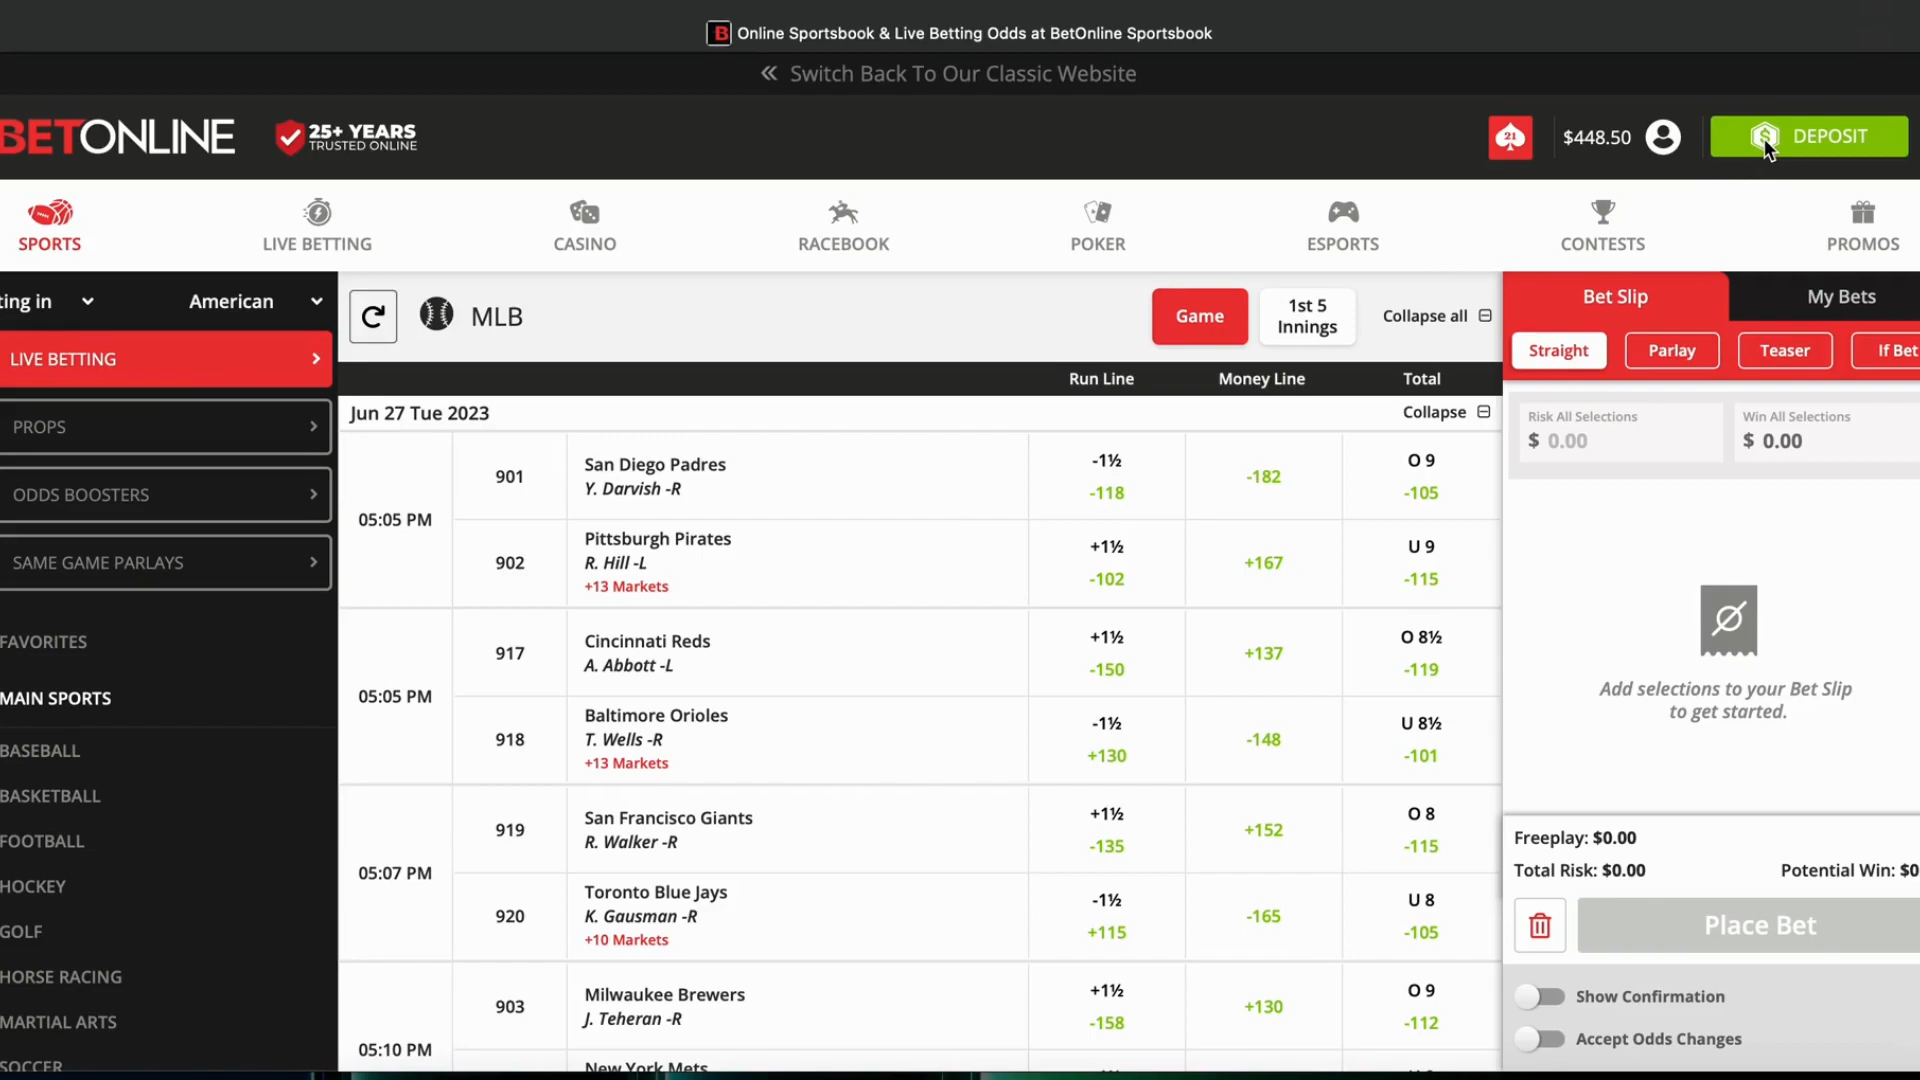 B Online Sportsbook & Live Betting Odds at BetOnline Sportsbook
« Switch Back To Our Classic Website
BETONLINE
25+ YEARS
TRUSTED ONLINE
21
$448.50
$ DEPOSIT
SPORTS
LIVE BETTING
CASINO
RACEBOOK
POKER
ESPORTS
CONTESTS
PROMOS
ting in
American
LIVE BETTING
PROPS
ODDS BOOSTERS
SAME GAME PARLAYS
FAVORITES
MAIN SPORTS
BASEBALL
BASKETBALL
FOOTBALL
HOCKEY
GOLF
HORSE RACING
MARTIAL ARTS
SOCCER
MLB
Game
1st 5
Innings
Collapse all
Run Line Money Line Total
Jun 27 Tue 2023 Collapse
05:05 PM
901
San Diego Padres
Y. Darvish -R
-1½
-118
-182
O 9
-105
902
Pittsburgh Pirates
R. Hill -L
+13 Markets
+1½
-102
+167
U 9
-115
05:05 PM
917
Cincinnati Reds
A. Abbott -L
+1½
-150
+137
O 8½
-119
918
Baltimore Orioles
T. Wells -R
+13 Markets
-1½
+130
-148
U 8½
-101
05:07 PM
919
San Francisco Giants
R. Walker -R
+1½
-135
+152
O 8
-115
920
Toronto Blue Jays
K. Gausman -R
+10 Markets
-1½
+115
-165
U 8
-105
05:10 PM
903
Milwaukee Brewers
J. Teheran -R
+1½
-158
+130
O 9
-112
New York Mets
Bet Slip
My Bets
Straight
Parlay
Teaser
If Bet
Risk All Selections
$ 0.00
Win All Selections
$ 0.00
Add selections to your Bet Slip
to get started.
Freeplay: $0.00
Total Risk: $0.00
Potential Win: $0
Place Bet
Show Confirmation
Accept Odds Changes